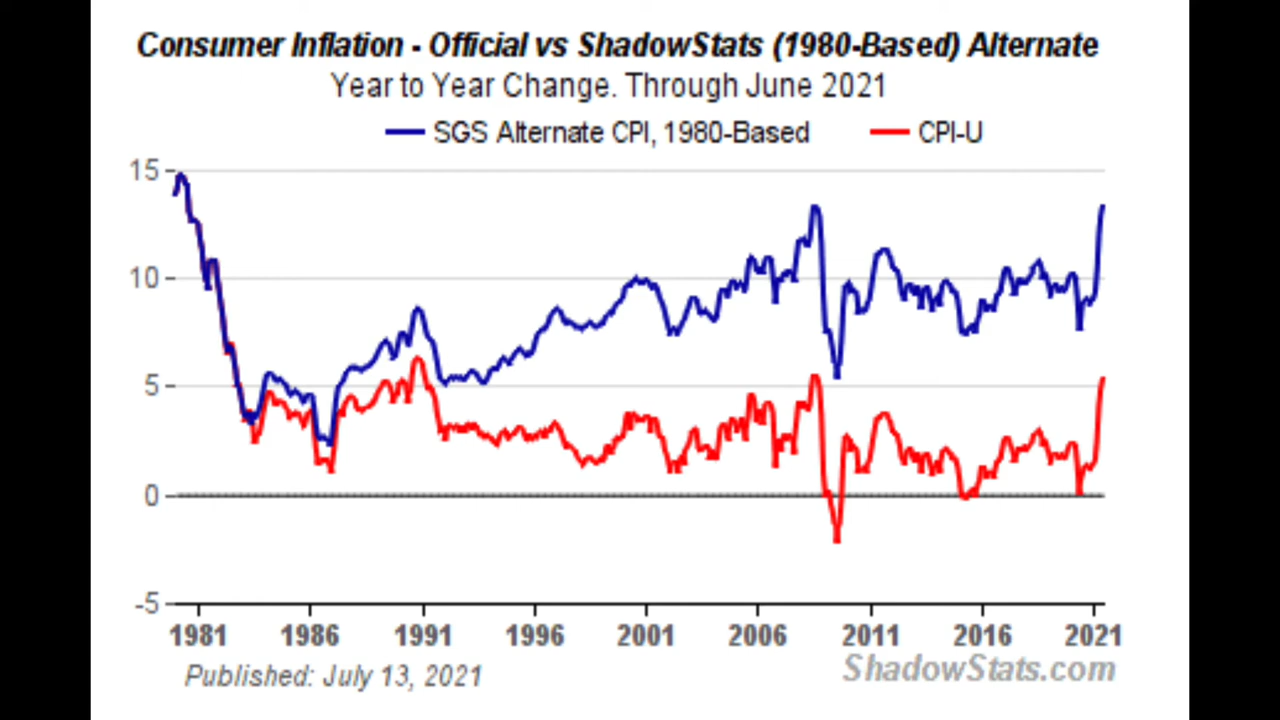 Consumer Inflation - Official vs ShadowStats (1980-Based) Alternate
Year to Year Change. Through June 2021
SGS Alternate CPI, 1980-Based CPI-U
15
10
5
0
-5
1981 1986 1991 1996 2001 2006 2011 2016 2021
Published: July 13, 2021
ShadowStats.com